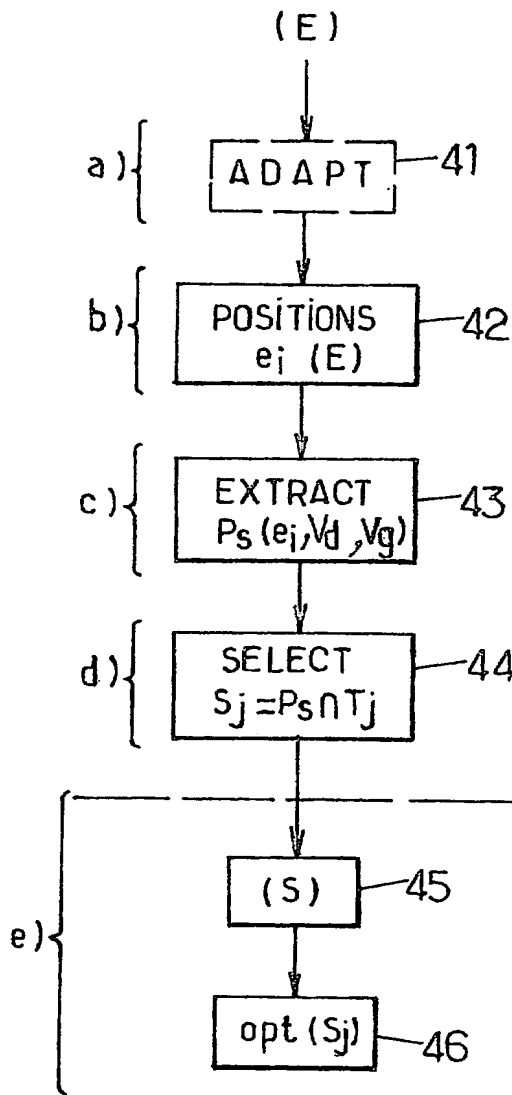 (E)
a) ADAPT 41
b) POSITIONS 42
ei (E)
c) EXTRACT 43
Ps (ei, Vd, Vg)
d) SELECT 44
Sj = Ps ∩ Tj
(S) 45
e)
opt (Sj) 46